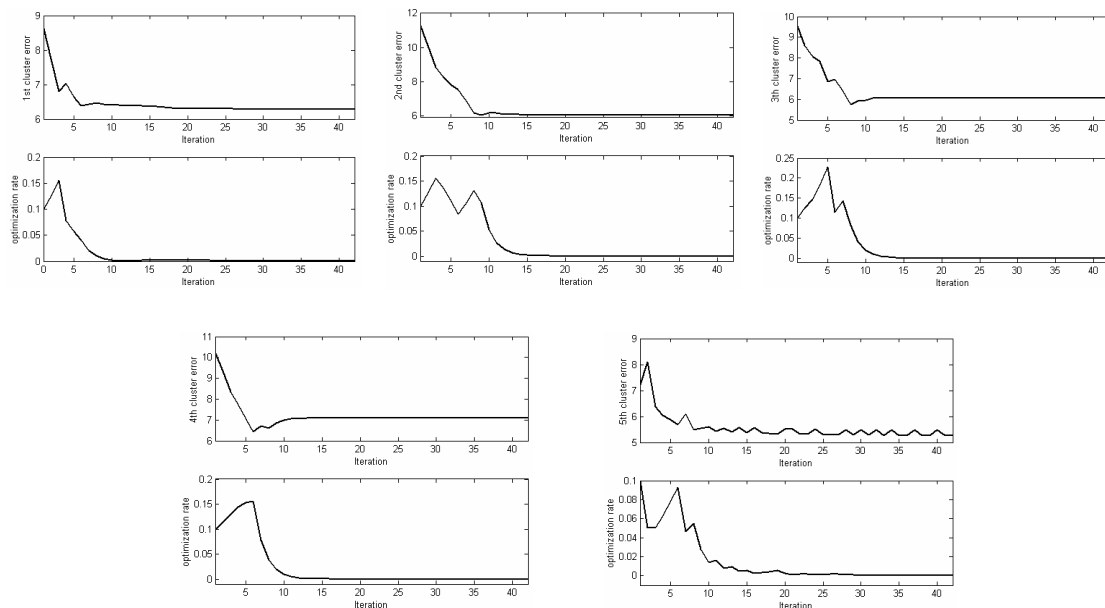 9
8
7
6
1st cluster error
5 10 15 20 25 30 35 40
Iteration
0.2
0.15
0.1
0.05
0
optimization rate
0 5 10 15 20 25 30 35 40
Iteration
12
10
8
6
2nd cluster error
5 10 15 20 25 30 35 40
Iteration
0.2
0.15
0.1
0.05
0
optimization rate
5 10 15 20 25 30 35 40
Iteration
10
9
8
7
6
5
3th cluster error
5 10 15 20 25 30 35 40
Iteration
0.25
0.2
0.15
0.1
0.05
0
optimization rate
5 10 15 20 25 30 35 40
Iteration
11
10
9
8
7
6
4th cluster error
5 10 15 20 25 30 35 40
Iteration
0.2
0.15
0.1
0.05
0
optimization rate
5 10 15 20 25 30 35 40
Iteration
9
8
7
6
5
5th cluster error
5 10 15 20 25 30 35 40
Iteration
0.1
0.08
0.06
0.04
0.02
0
optimization rate
5 10 15 20 25 30 35 40
Iteration